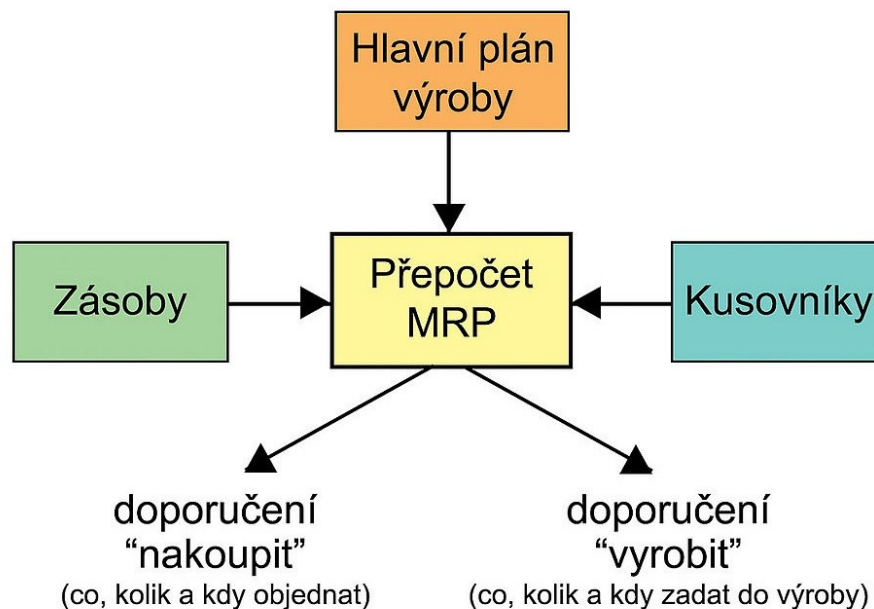 Hlavní plán
výroby
Zásoby
Přepočet
MRP
Kusovníky
doporučení
“nakoupit”
(co, kolik a kdy objednat)
doporučení
“vyrobit”
(co, kolik a kdy zadat do výroby)